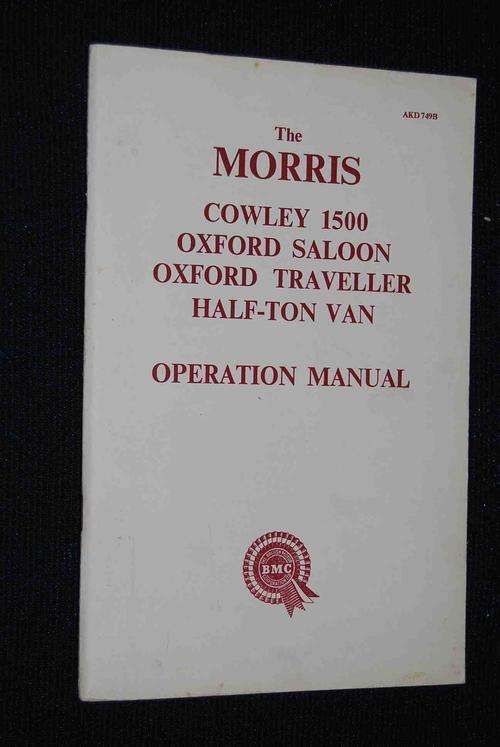 AKD 749B
The
MORRIS
COWLEY 1500
OXFORD SALOON
OXFORD TRAVELLER
HALF-TON VAN
OPERATION MANUAL
BMC